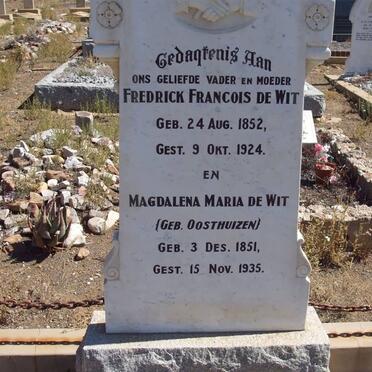 Gedagtenis Aan
ONS GELIEFDE VADER EN MOEDER
FREDRICK FRANCOIS DE WIT
GEB. 24 AUG. 1852,
GEST. 9 OKT. 1924.
EN
MAGDALENA MARIA DE WIT
(GEB. OOSTHUIZEN)
GEB. 3 DES. 1851,
GEST. 15 NOV. 1935.